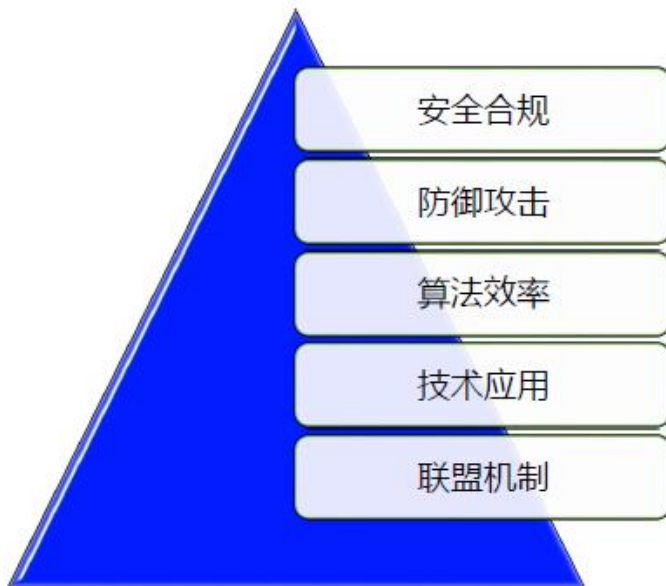 安全合规
防御攻击
算法效率
技术应用
联盟机制